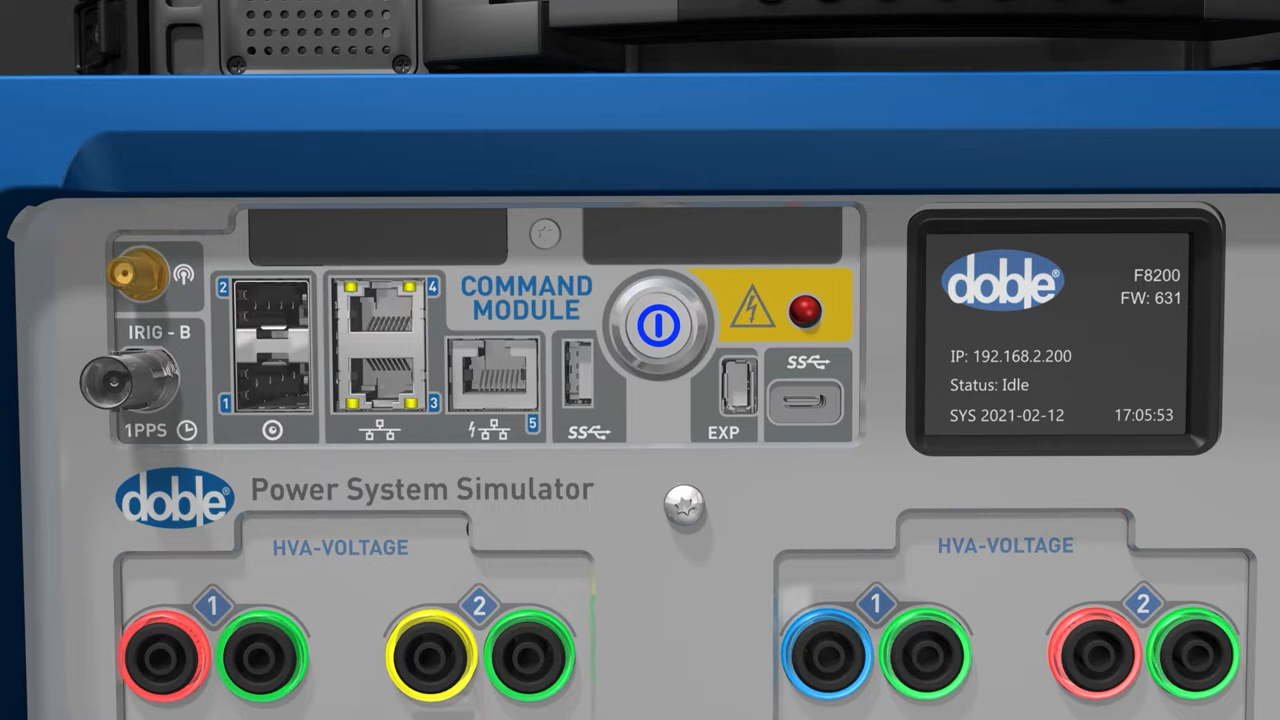 2
4
COMMAND
MODULE
doble®
F8200
FW: 631
IRIG - B
IP: 192.168.2.200
SS
Status: Idle
1
3
1PPS
5
SS
EXP
SYS 2021-02-12
17:05:53
doble®
Power System Simulator
HVA-VOLTAGE
HVA-VOLTAGE
1
2
1
2